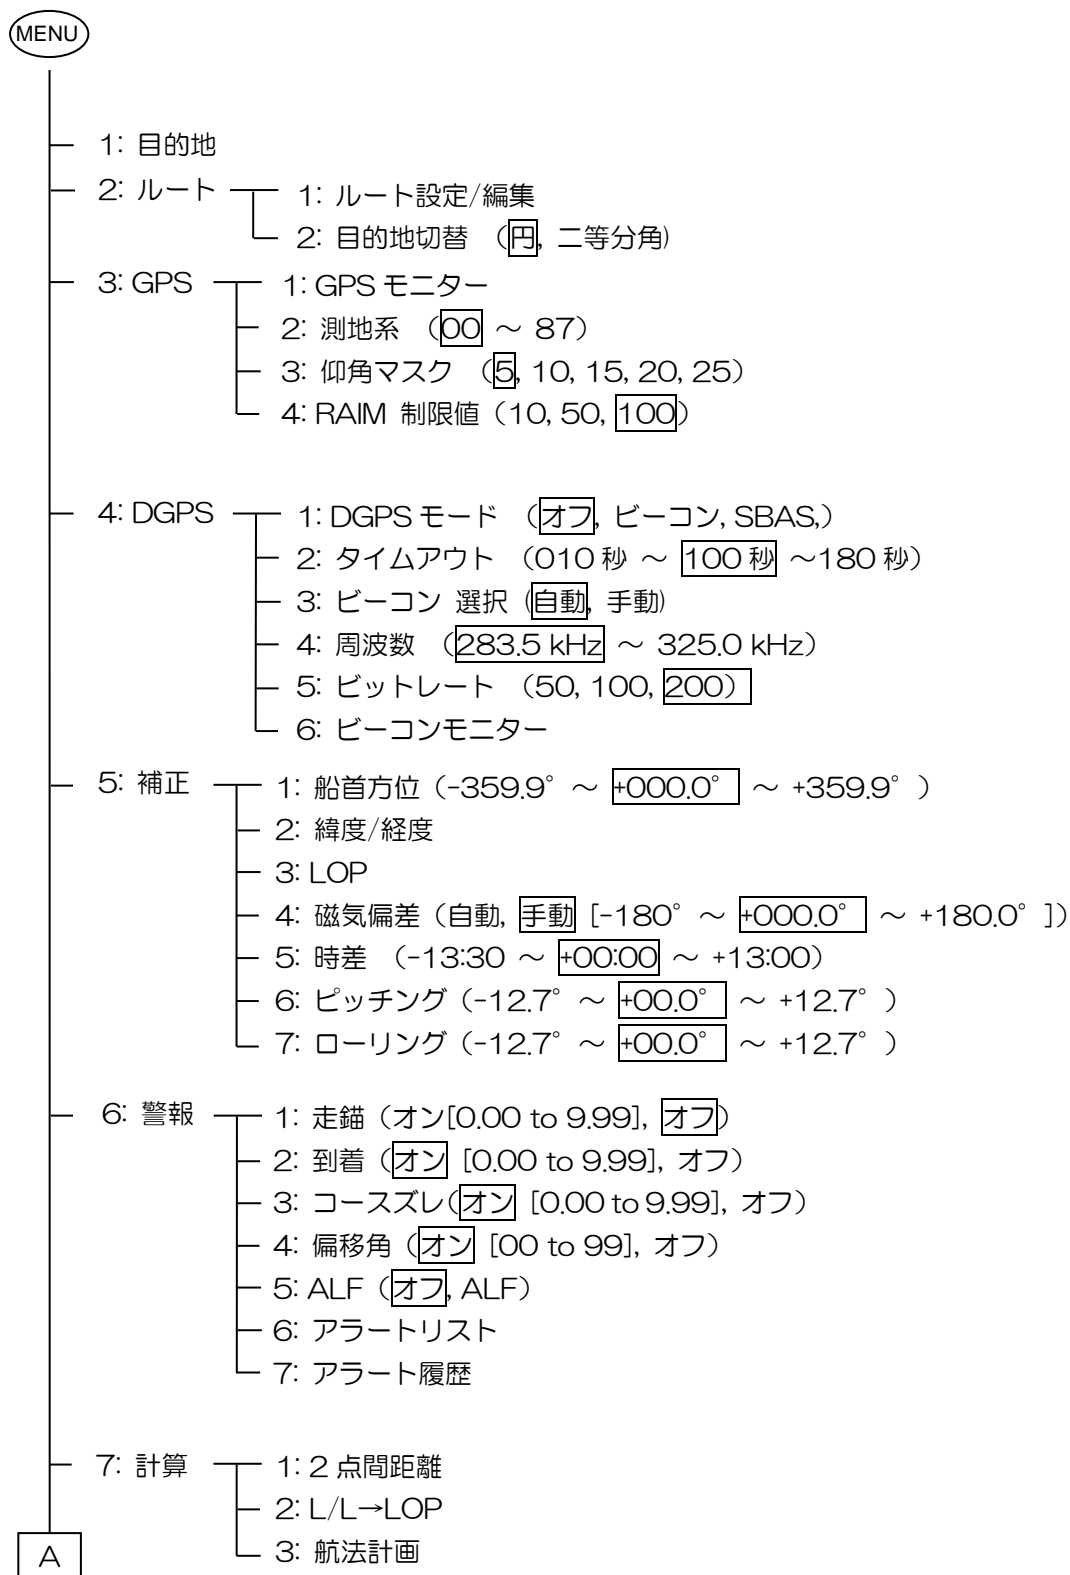 MENU
1: 目的地
2: ルート
1: ルート設定/編集
2: 目的地切替 （円, 二等分角)
3: GPS
1: GPS モニター
2: 測地系 （00 ～ 87）
3: 仰角マスク （5, 10, 15, 20, 25）
4: RAIM 制限値（10, 50, 100）
4: DGPS
1: DGPS モード （オフ, ビーコン, SBAS,）
2: タイムアウト （010 秒 ～ 100 秒 ～180 秒）
3: ビーコン 選択（自動, 手動)
4: 周波数 （283.5 kHz ～ 325.0 kHz）
5: ビットレート （50, 100, 200）
6: ビーコンモニター
5: 補正
1: 船首方位（-359.9° ～ +000.0° ～ +359.9° ）
2: 緯度/経度
3: LOP
4: 磁気偏差（自動, 手動 [-180° ～ +000.0° ～ +180.0° ]）
5: 時差 （-13:30 ～ +00:00 ～ +13:00）
6: ピッチング（-12.7° ～ +00.0° ～ +12.7° ）
7: ローリング（-12.7° ～ +00.0° ～ +12.7° ）
6: 警報
1: 走錨（オン[0.00 to 9.99], オフ）
2: 到着（オン [0.00 to 9.99], オフ）
3: コースズレ（オン [0.00 to 9.99], オフ）
4: 偏移角（オン [00 to 99], オフ）
5: ALF（オフ, ALF）
6: アラートリスト
7: アラート履歴
7: 計算
1: 2 点間距離
2: L/L→LOP
3: 航法計画
A